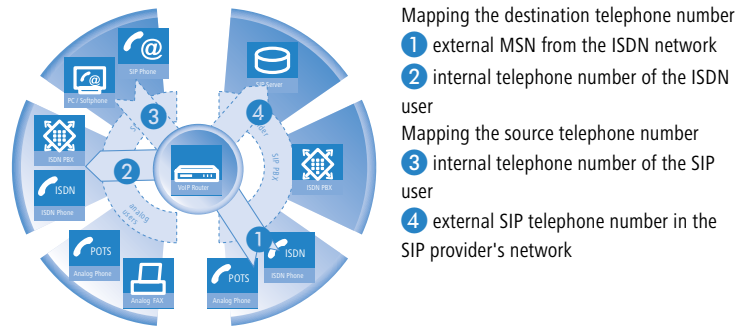 SIP Phone
SIP Server
PC / Softphone
3
4
SIP PBX
ISDN PBX
ISDN PBX
2
VoIP Router
ISDN
ISDN Phone
analog
users
1
POTS
Analog Phone
Analog FAX
POTS
Analog Phone
ISDN
ISDN Phone
Mapping the destination telephone number
1 external MSN from the ISDN network
2 internal telephone number of the ISDN
user
Mapping the source telephone number
3 internal telephone number of the SIP
user
4 external SIP telephone number in the
SIP provider's network